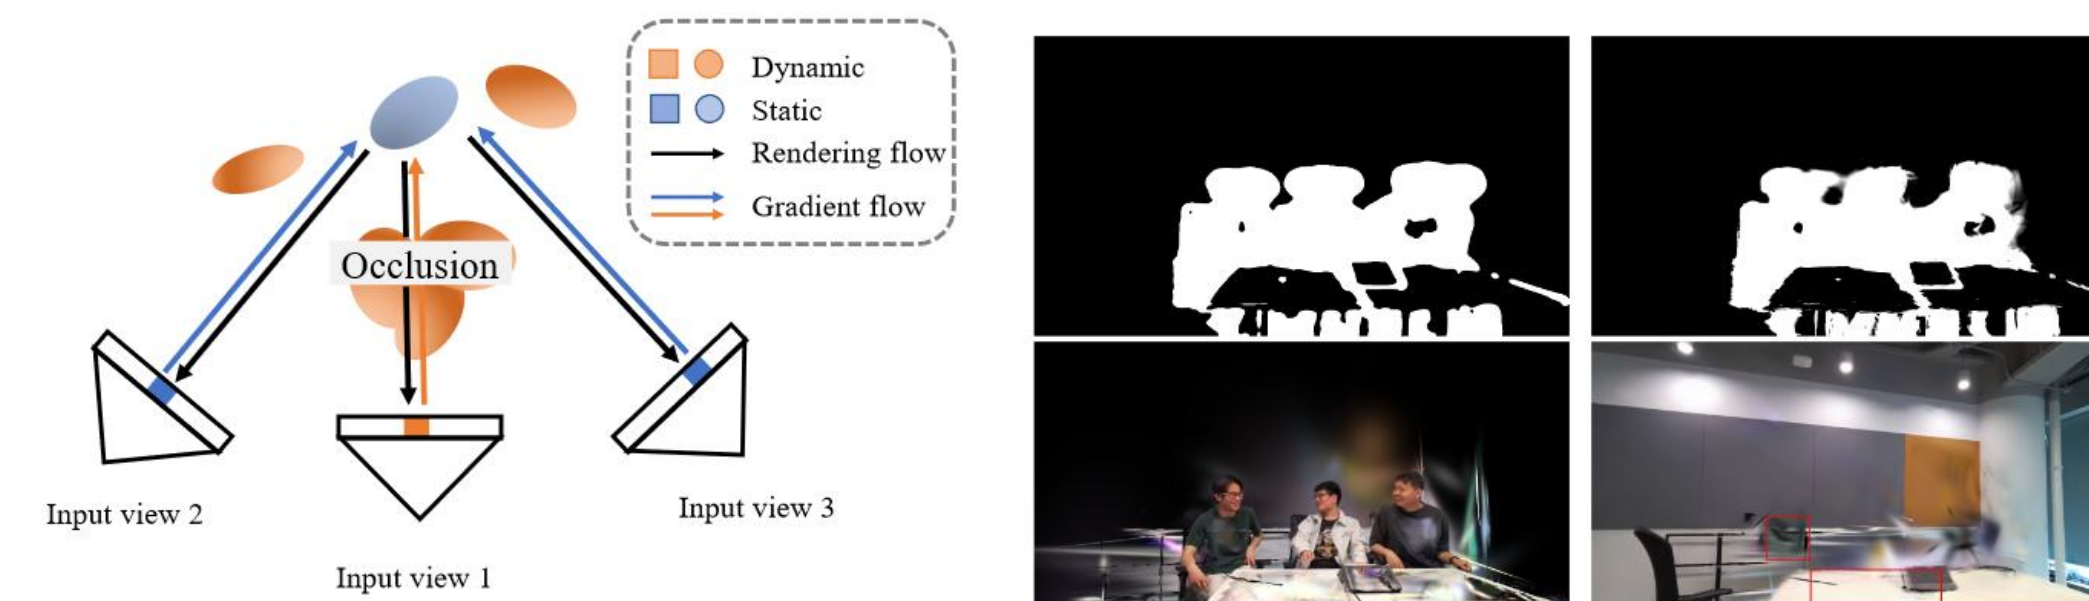 Dynamic
Static
Rendering flow
Gradient flow
Occlusion
Input view 2
Input view 3
Input view 1